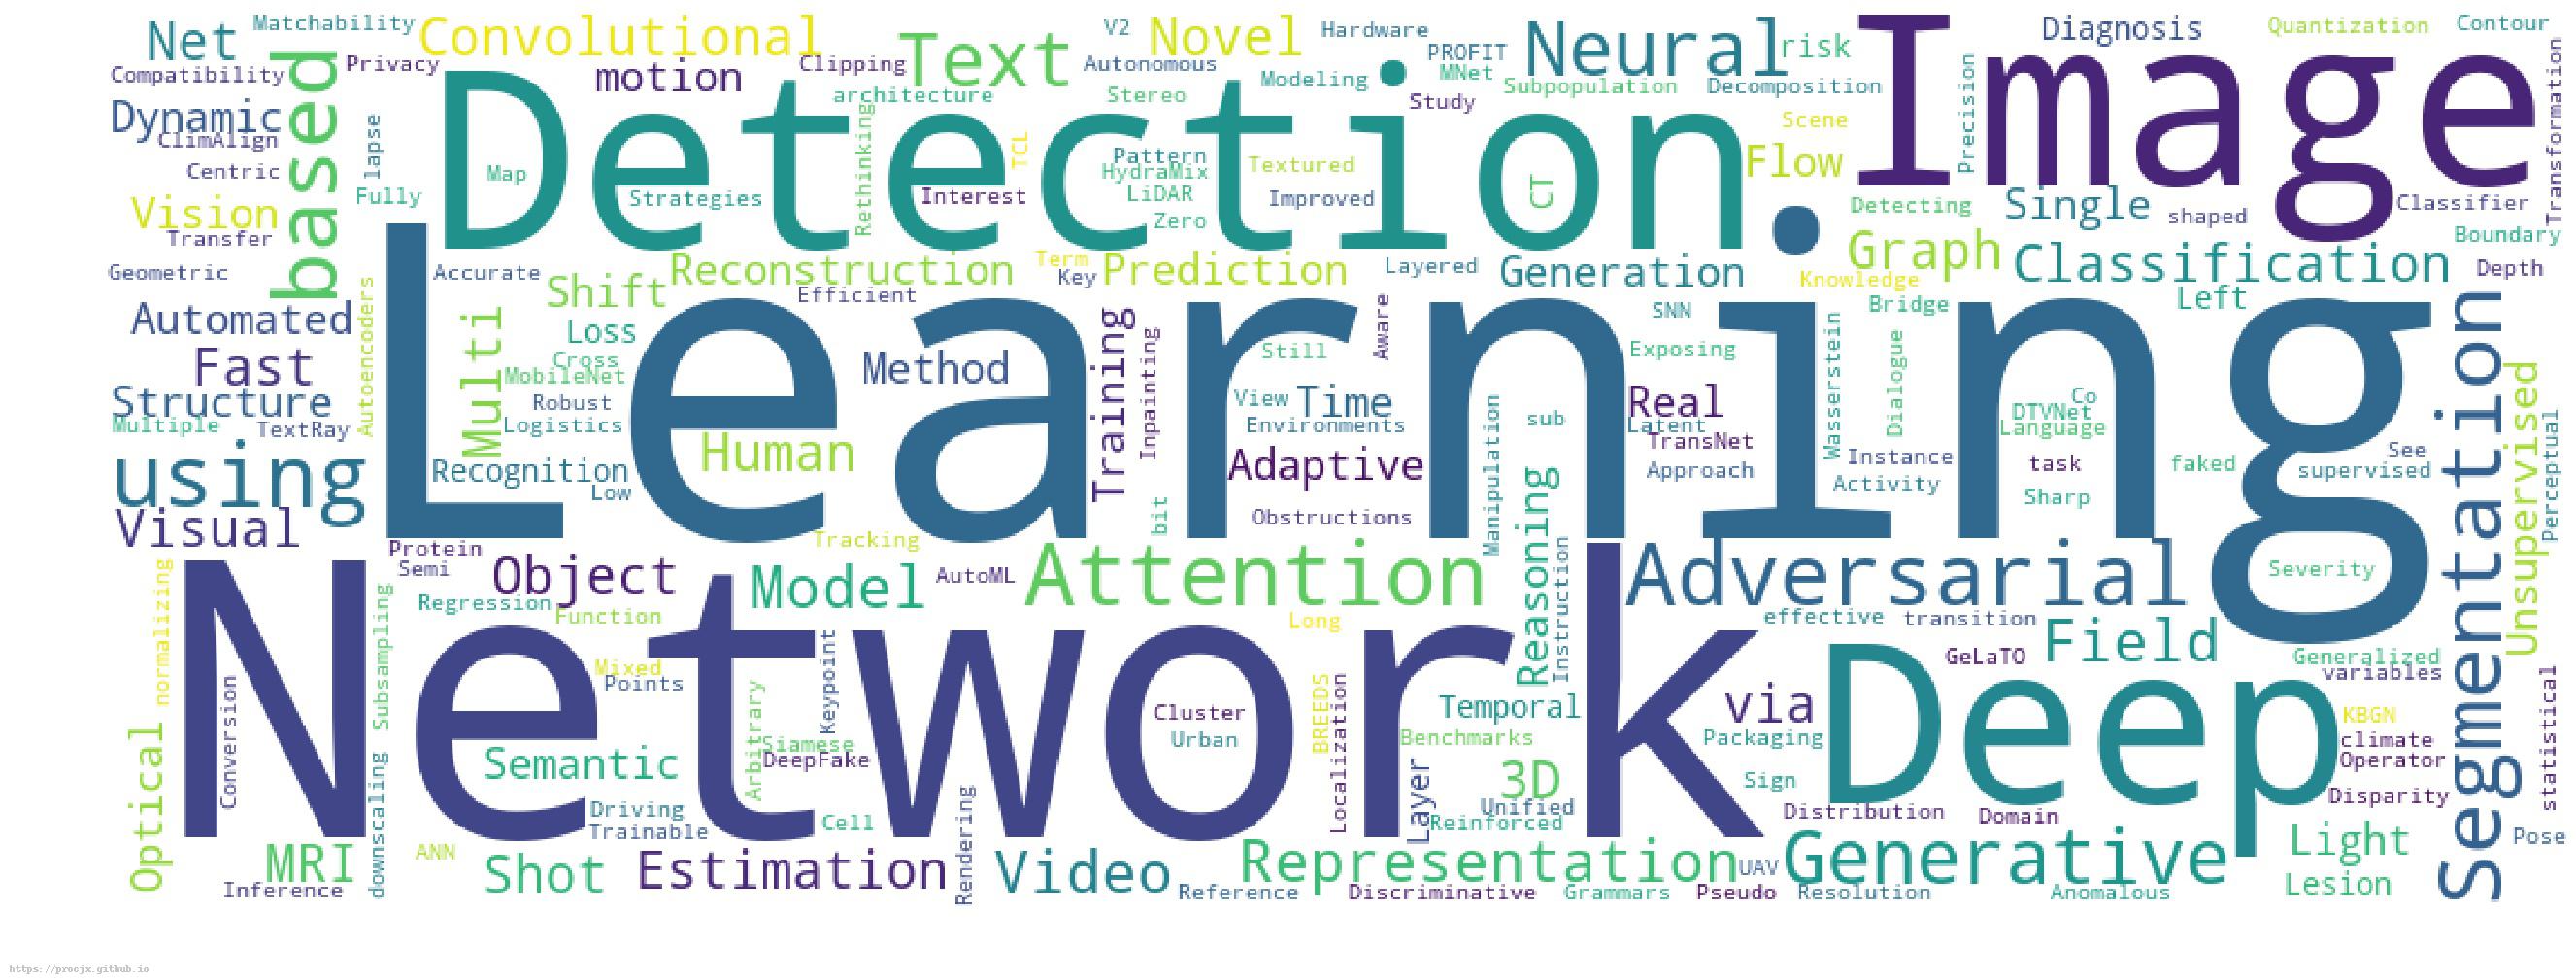 Net
Matchability
Convolutional
Text
V2
Novel
Hardware
Neural
risk
Image
Diagnosis
Quantization
Contour
Compatibility
based
Privacy
motion
Clipping
Autonomous
PROFIT
MNet
Modeling
Subpopulation
Decomposition
Dynamic
ClimAlign
lapse
Detection
architecture
Stereo
Study
Scene
Precision
Transformation
Centric
Map
Rethinking
TCL
Pattern
HydraMix
Textured
Flow
Vision
Fully
Strategies
Interest
LiDAR
Improved
CT
Detecting
Single
shaped
Classifier
Transfer
Zero
Graph
Classification
Boundary
Geometric
Accurate
Reconstruction
Term
Key
Prediction
Layered
Generation
Knowledge
Depth
Automated
Autoencoders
Shift
Efficient
Bridge
Left
Learning
Multi
Loss
Training
Inpainting
Aware
SNN
Wasserstein
Dialogue
Segmentation
Fast
Cross
MobileNet
Method
Still
Exposing
Unsupervised
Structure
Robust
View
Time
Real
Co
DTVNet
Multiple
TextRay
Logistics
Environments
Manipulation
sub
Latent
Language
Perceptual
using
Recognition
Human
Adaptive
TransNet
Approach
Instance
task
faked
See
supervised
Low
Activity
Sharp
Visual
bit
Obstructions
Reasoning
Protein
Semi
Tracking
Network
normalizing
Object
Model
AutoML
Attention
Instruction
Adversarial
Severity
Subsampling
Regression
Function
Long
effective
transition
Field
Mixed
Points
Keypoint
GeLaTO
Generalized
variables
Optical
Conversion
Arbitrary
Cluster
Urban
BREEDS
Localization
Temporal
via
Deep
KBGN
statistical
Semantic
Siamese
DeepFake
Benchmarks
Packaging
climate
Operator
downscaling
Driving
Trainable
Cell
Rendering
Layer
3D
Unified
Reinforced
Sign
Distribution
Domain
Disparity
MRI
ANN
Shot
Estimation
Video
Representation
UAV
Generative
Light
Pose
Inference
Reference
Discriminative
Grammars
Pseudo
Resolution
Anomalous
Lesion
https://procjx.github.io